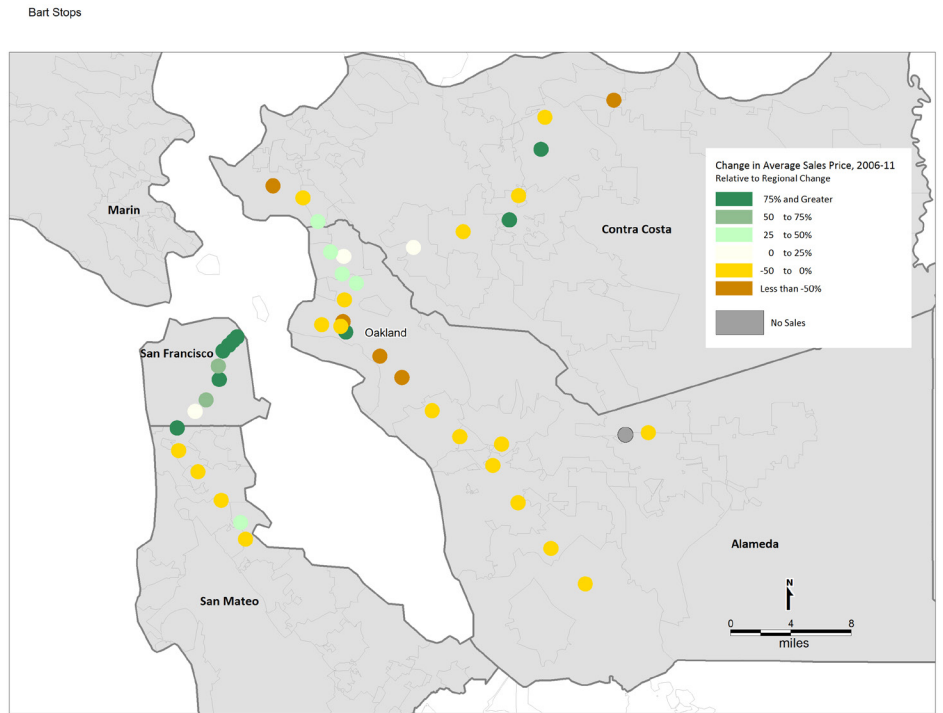 Bart Stops
Change in Average Sales Price, 2006-11
Relative to Regional Change
75% and Greater
50 to 75%
25 to 50%
0 to 25%
-50 to 0%
Less than -50%
No Sales
Marin
Contra Costa
Oakland
San Francisco
Alameda
San Mateo
N
0 4 8
miles